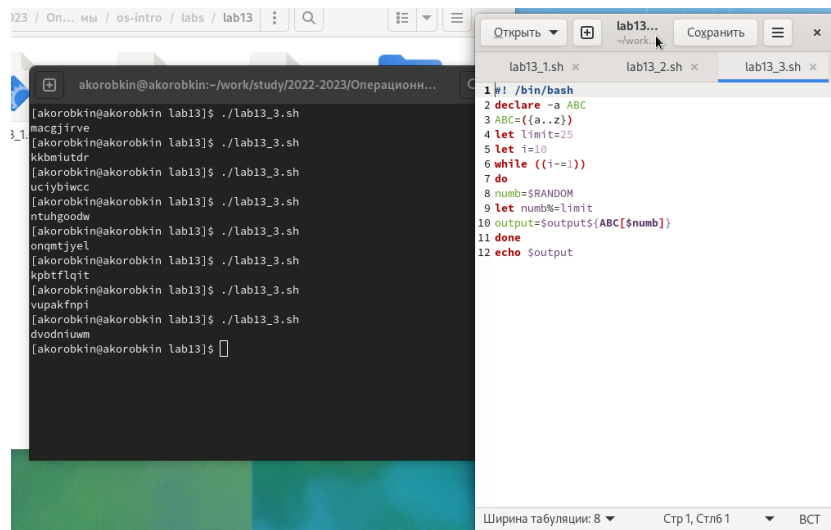 023 / Оп... мы / os-intro / labs / lab13
3_1.
akorobkin@akorobkin:~/work/study/2022-2023/Операционн...
[akorobkin@akorobkin lab13]$ ./lab13_3.sh
macgjirve
[akorobkin@akorobkin lab13]$ ./lab13_3.sh
kkbmiutdr
[akorobkin@akorobkin lab13]$ ./lab13_3.sh
uciybiwcc
[akorobkin@akorobkin lab13]$ ./lab13_3.sh
ntuhgoodw
[akorobkin@akorobkin lab13]$ ./lab13_3.sh
onqmtjyel
[akorobkin@akorobkin lab13]$ ./lab13_3.sh
kpbtflqit
[akorobkin@akorobkin lab13]$ ./lab13_3.sh
vupakfnpi
[akorobkin@akorobkin lab13]$ ./lab13_3.sh
dvodniuwm
[akorobkin@akorobkin lab13]$
Открыть lab13... Сохранить
~/work...
lab13_1.sh × lab13_2.sh × lab13_3.sh ×
1 #! /bin/bash
2 declare -a ABC
3 ABC=({a..z})
4 let limit=25
5 let i=10
6 while ((i-=1))
7 do
8 numb=$RANDOM
9 let numb%=limit
10 output=$output${ABC[$numb]}
11 done
12 echo $output
Ширина табуляции: 8 Стр 1, Стлб 1 ВСТ